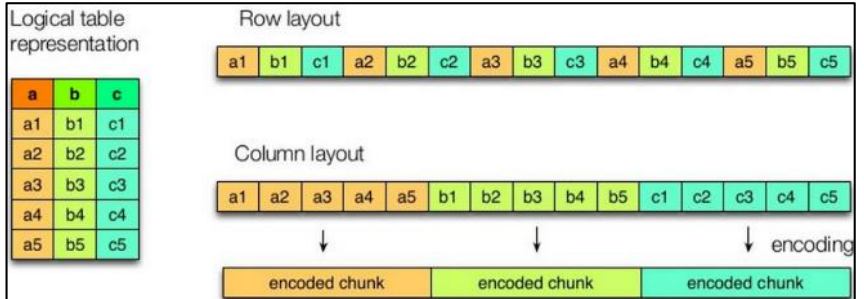 Logical table
representation
a b c
a1 b1 c1
a2 b2 c2
a3 b3 c3
a4 b4 c4
a5 b5 c5
Row layout
a1 b1 c1 a2 b2 c2 a3 b3 c3 a4 b4 c4 a5 b5 c5
Column layout
a1 a2 a3 a4 a5 b1 b2 b3 b4 b5 c1 c2 c3 c4 c5
encoding
encoded chunk encoded chunk encoded chunk